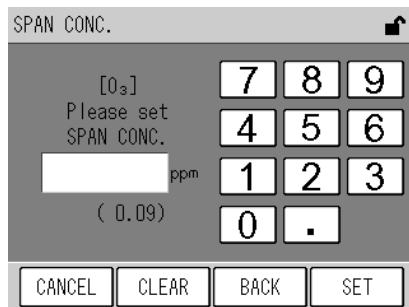 SPAN CONC.
[O₃]
Please set
SPAN CONC.
ppm
( 0.09)
7 8 9
4 5 6
1 2 3
0 .
CANCEL CLEAR BACK SET